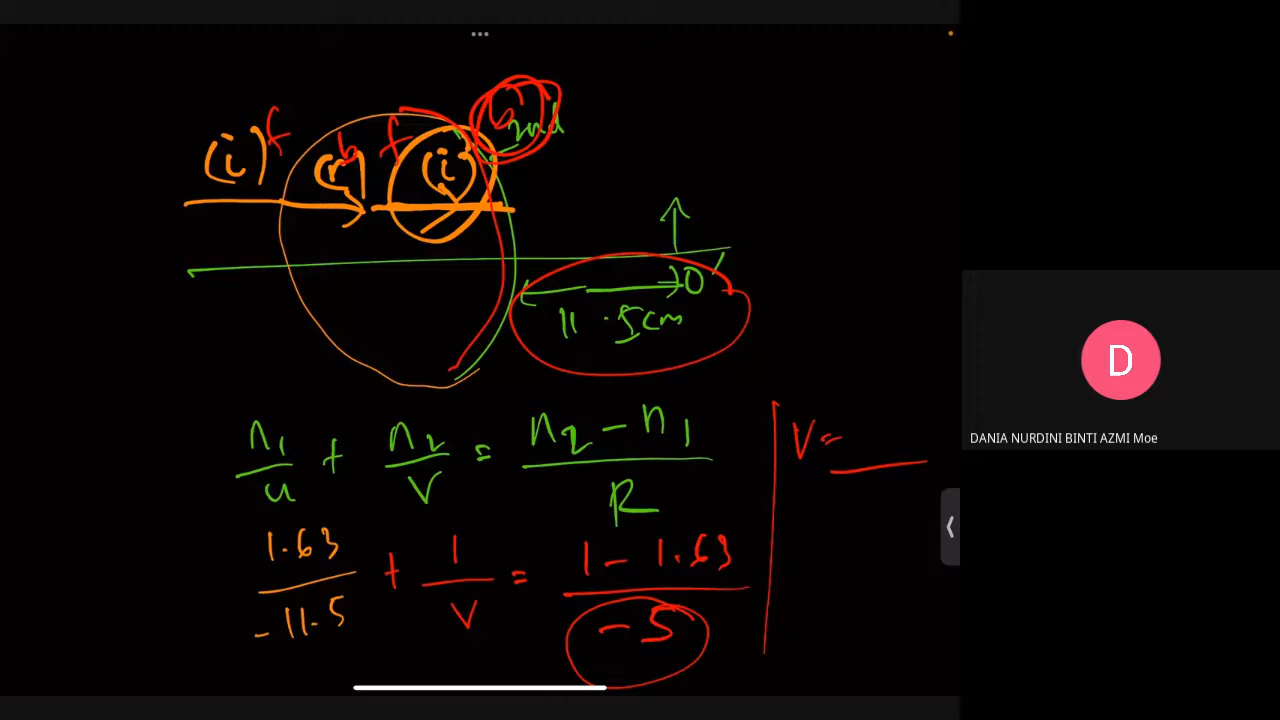 (i) f (r) b f (i) 2nd
O'
11.5cm
n1/u + n2/v = n2 - n1/R
V =
1.63/-11.5 + 1/v = 1 - 1.63/-5
D
DANIA NURDINI BINTI AZMI Moe